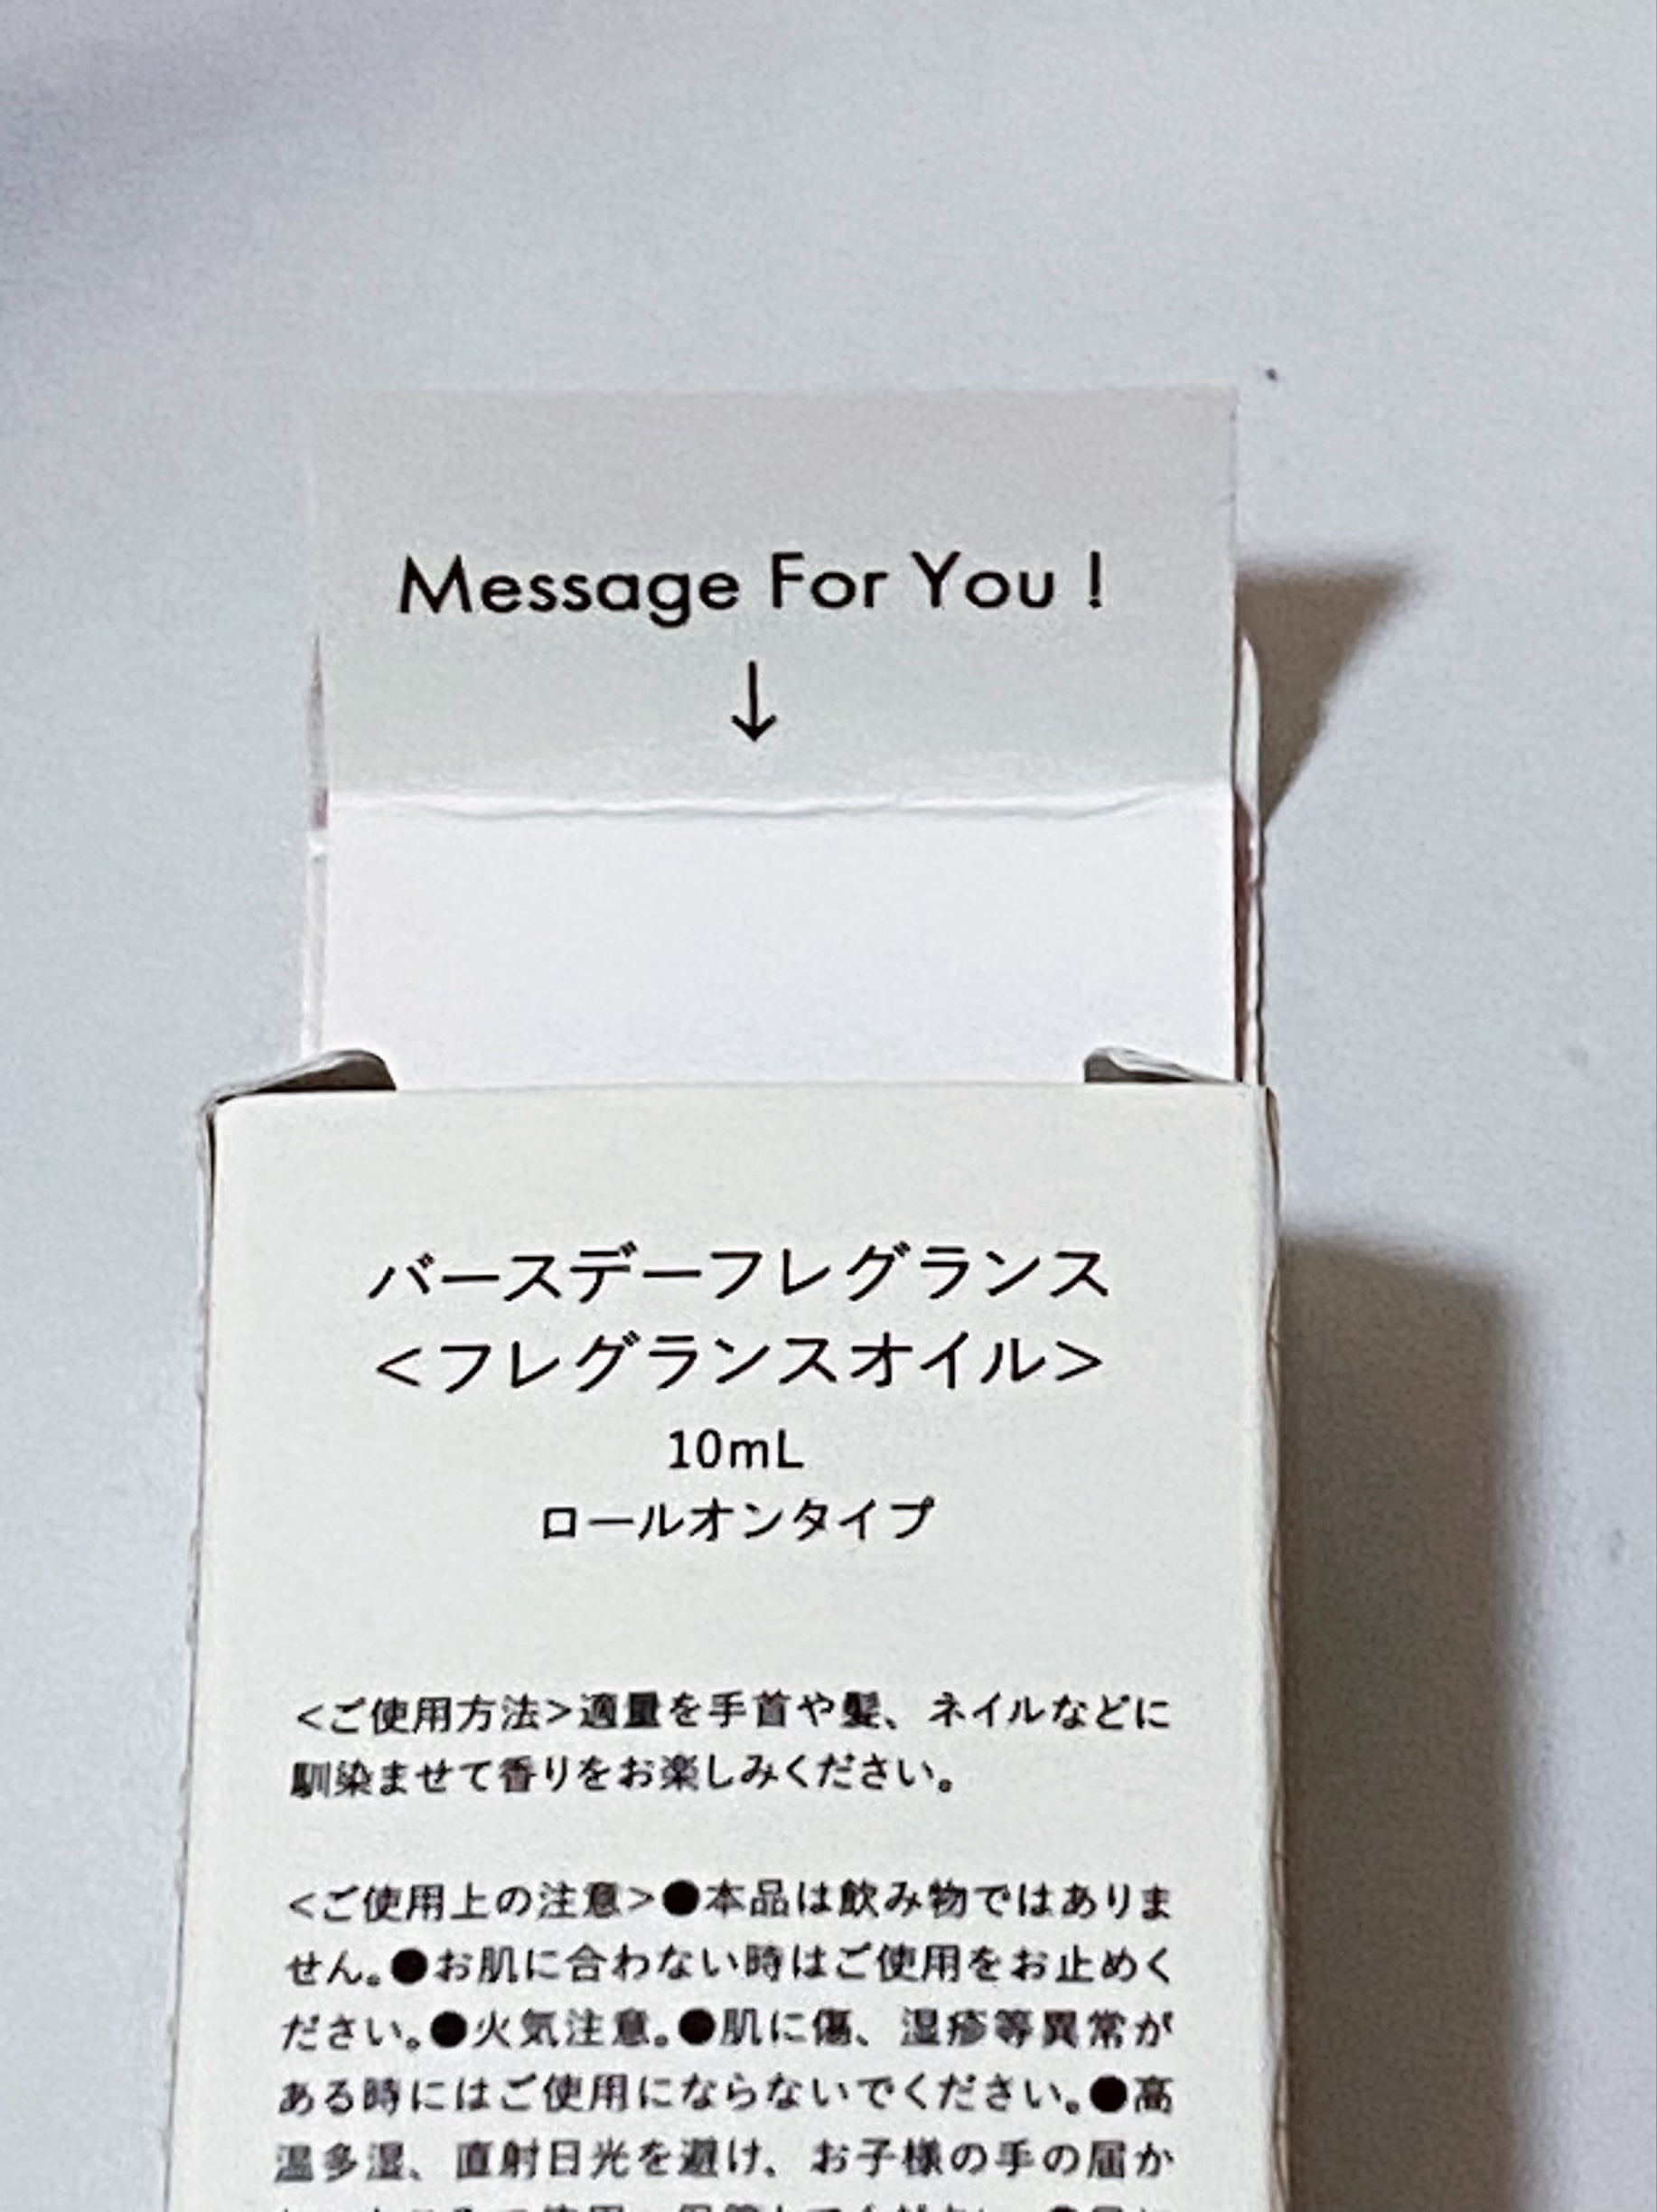 Message For You !
↓
バースデーフレグランス
<フレグランスオイル>
10mL
ロールオンタイプ
<ご使用方法>適量を手首や髪、ネイルなどに
馴染ませて香りをお楽しみください。
<ご使用上の注意>●本品は飲み物ではありま
せん。●お肌に合わない時はご使用をお止めく
ださい。●火気注意。●肌に傷、湿疹等異常が
ある時にはご使用にならないでください。●高
温多湿、直射日光を避け、お子様の手の届か